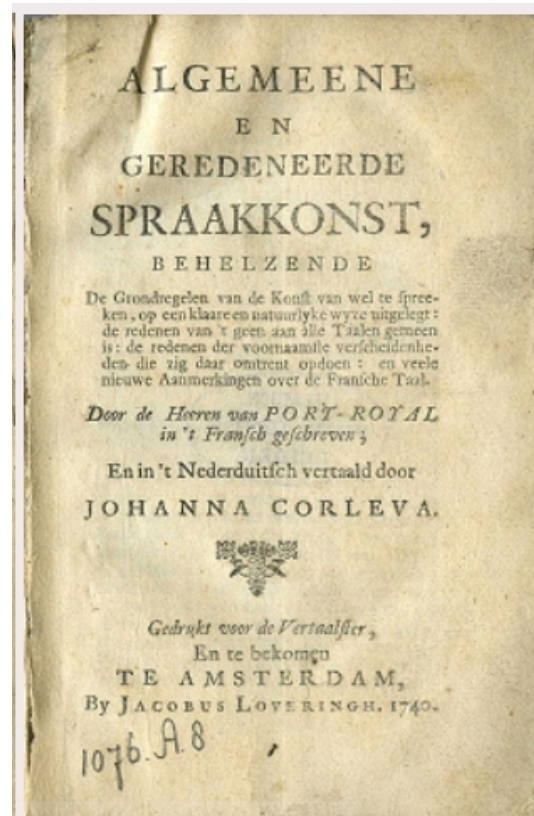 ALGEMEENE
EN
GEREDENEERDE
SPRAAKKONST,
BEHELZENDE
De Grondregelen van de Konst van wel te spree-
ken, op een klaare en natuurlyke wyze uitgelegt:
de redenen van 't geen aan alle Taalen gemeen
is: de redenen der voornaamste verscheidenhe-
den die zig daar omtrent opdoen: en veele
nieuwe Aanmerkingen over de Fransche Taal.
Door de Heeren van PORT-ROYAL
in 't Fransch geschreven;
En in 't Nederduitsch vertaald door
JOHANNA CORLEVA.
Gedrukt voor de Vertaalster,
En te bekomen
TE AMSTERDAM,
By JACOBUS LOVERINGH. 1740.
1076.A.8